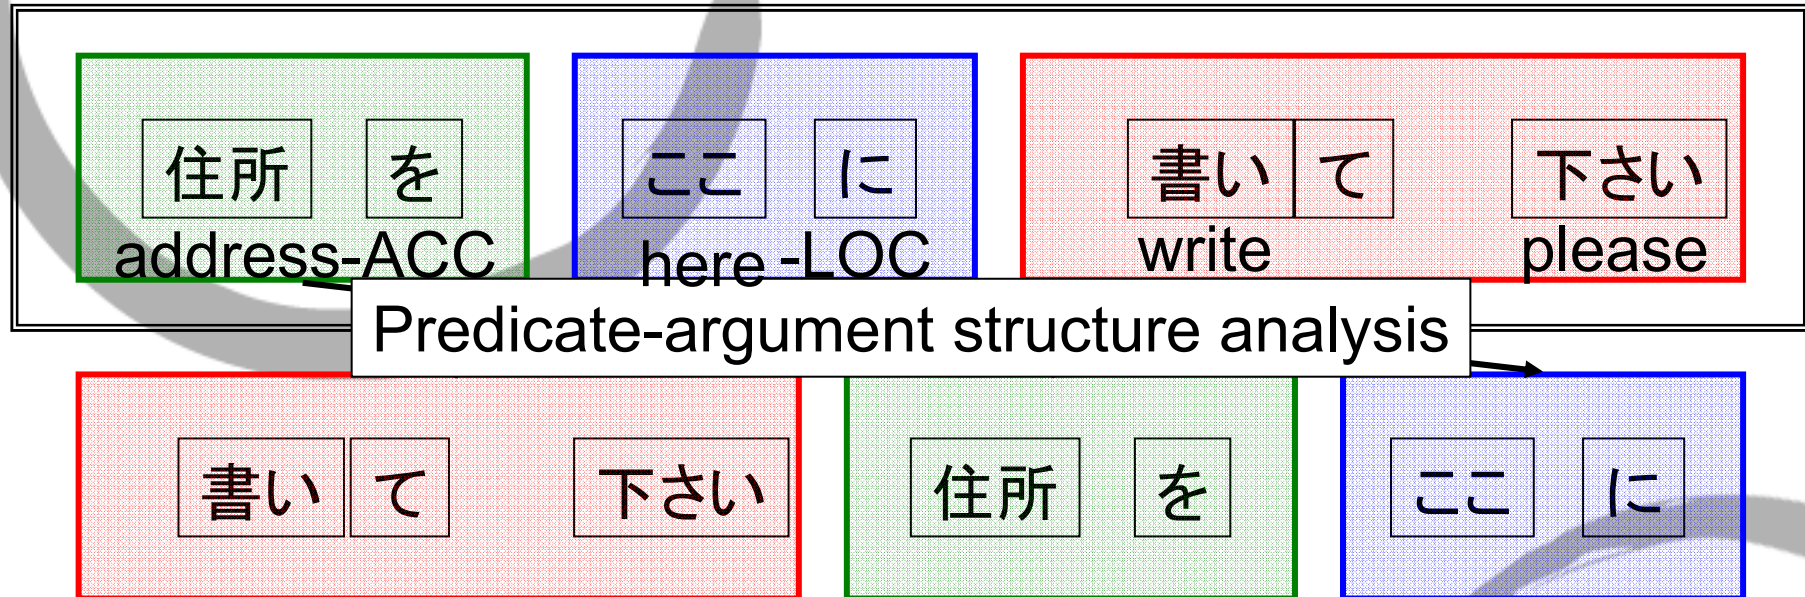 住所 を ここ に 書い て 下さい
address-ACC here -LOC write please
Predicate-argument structure analysis
書い て 下さい 住所 を ここ に